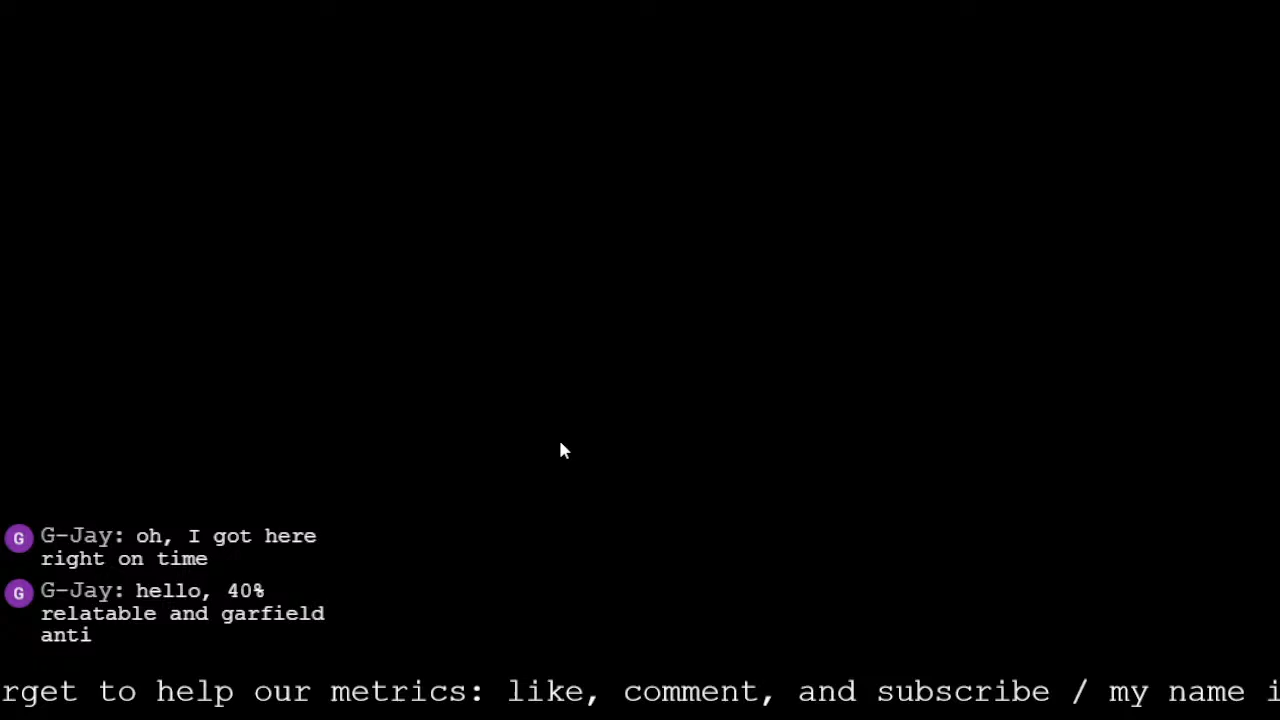 G G-Jay: oh, I got here
right on time
G G-Jay: hello, 40%
relatable and garfield
anti
rget to help our metrics: like, comment, and subscribe / my name i